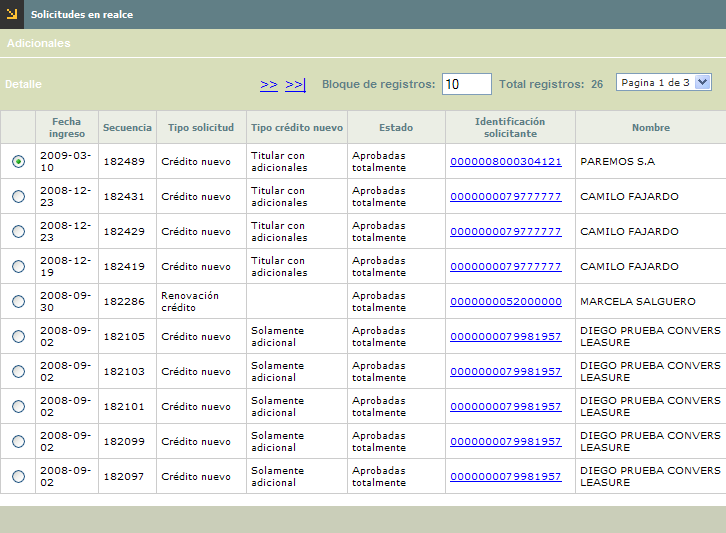 Solicitudes en realce
Adicionales
Detalle >> >>| Bloque de registros: 10 Total registros: 26 Pagina 1 de 3
Fecha ingreso Secuencia Tipo solicitud Tipo crédito nuevo Estado Identificación solicitante Nombre
2009-03-10 182489 Crédito nuevo Titular con adicionales Aprobadas totalmente 0000008000304121 PAREMOS S.A
2008-12-23 182431 Crédito nuevo Titular con adicionales Aprobadas totalmente 0000000079777777 CAMILO FAJARDO
2008-12-23 182429 Crédito nuevo Titular con adicionales Aprobadas totalmente 0000000079777777 CAMILO FAJARDO
2008-12-19 182419 Crédito nuevo Titular con adicionales Aprobadas totalmente 0000000079777777 CAMILO FAJARDO
2008-09-30 182286 Renovación crédito Aprobadas totalmente 0000000052000000 MARCELA SALGUERO
2008-09-02 182105 Crédito nuevo Solamente adicional Aprobadas totalmente 0000000079981957 DIEGO PRUEBA CONVERS LEASURE
2008-09-02 182103 Crédito nuevo Solamente adicional Aprobadas totalmente 0000000079981957 DIEGO PRUEBA CONVERS LEASURE
2008-09-02 182101 Crédito nuevo Solamente adicional Aprobadas totalmente 0000000079981957 DIEGO PRUEBA CONVERS LEASURE
2008-09-02 182099 Crédito nuevo Solamente adicional Aprobadas totalmente 0000000079981957 DIEGO PRUEBA CONVERS LEASURE
2008-09-02 182097 Crédito nuevo Solamente adicional Aprobadas totalmente 0000000079981957 DIEGO PRUEBA CONVERS LEASURE